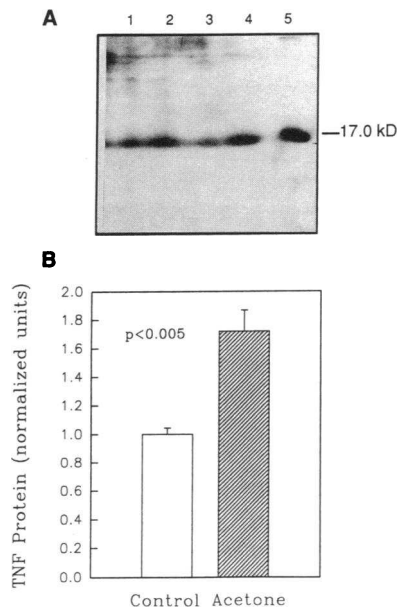 A
1 2 3 4 5
17.0 kD
B
TNF Protein (normalized units)
2.0
1.8
1.6
1.4
1.2
1.0
0.8
0.6
0.4
0.2
0.0
p<0.005
Control Acetone